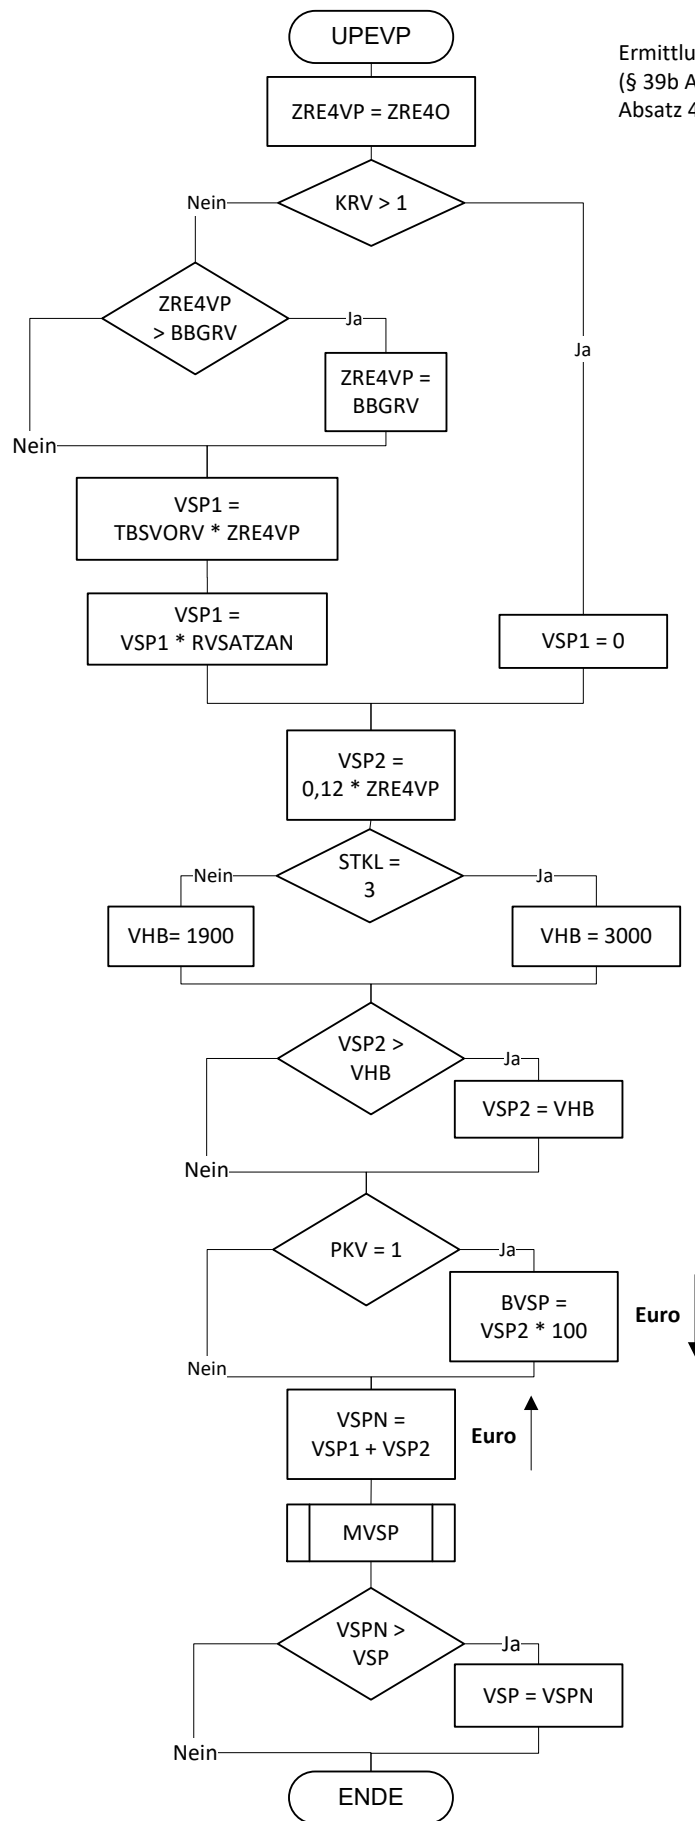 UPEVP
Ermittlu
(§ 39b A
Absatz 4
ZRE4VP = ZRE4O
KRV > 1
Nein
Ja
ZRE4VP
> BBGRV
Ja
ZRE4VP =
BBGRV
Nein
VSP1 =
TBSVORV * ZRE4VP
VSP1 =
VSP1 * RVSATZAN
VSP1 = 0
VSP2 =
0,12 * ZRE4VP
STKL =
3
Nein
Ja
VHB= 1900
VHB = 3000
VSP2 >
VHB
Ja
VSP2 = VHB
Nein
PKV = 1
Ja
BVSP =
VSP2 * 100
Euro
Nein
VSPN =
VSP1 + VSP2
Euro
MVSP
VSPN >
VSP
Ja
VSP = VSPN
Nein
ENDE